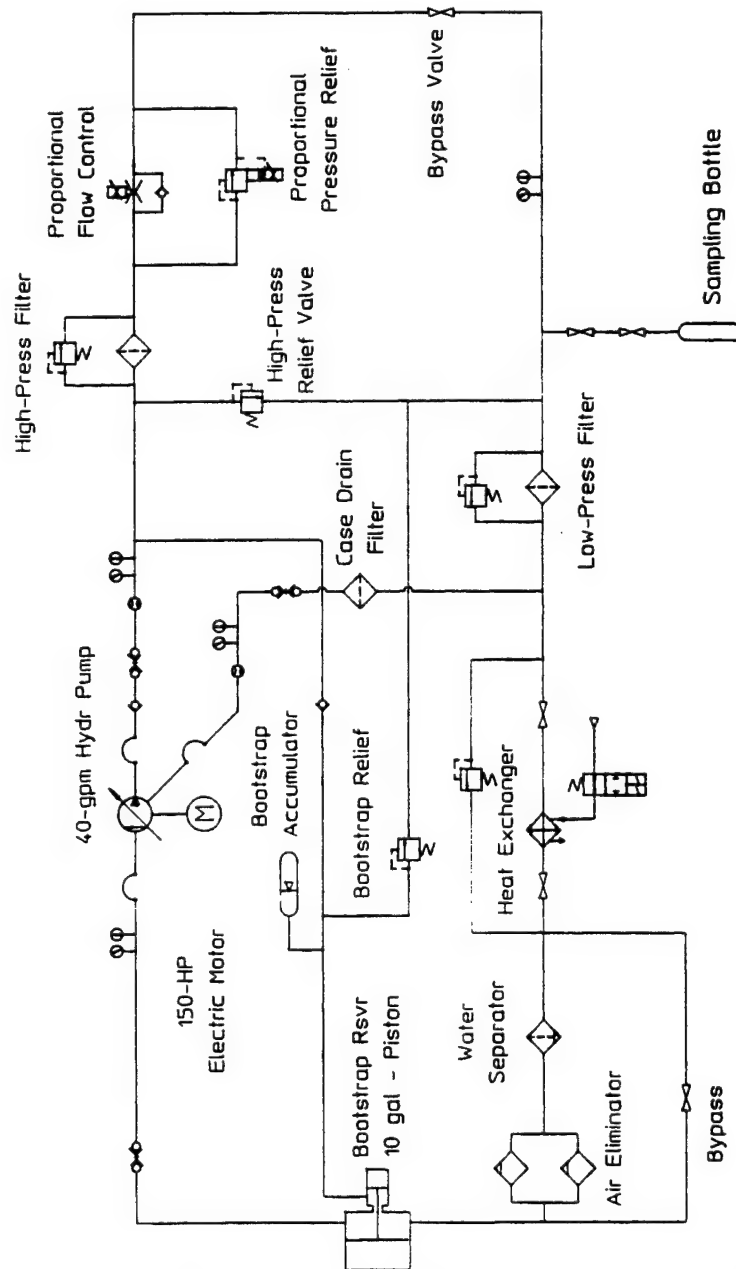 High-Press Filter
Proportional
Flow Control
Proportional
Pressure Relief
Bypass Valve
High-Press
Relief Valve
40-gpm Hydr Pump
M
150-HP
Electric Motor
Case Drain
Filter
Bootstrap
Accumulator
Bootstrap Relief
Bootstrap Rsvr
10 gal - Piston
Low-Press Filter
Sampling Bottle
Heat Exchanger
Water
Separator
Air Eliminator
Bypass